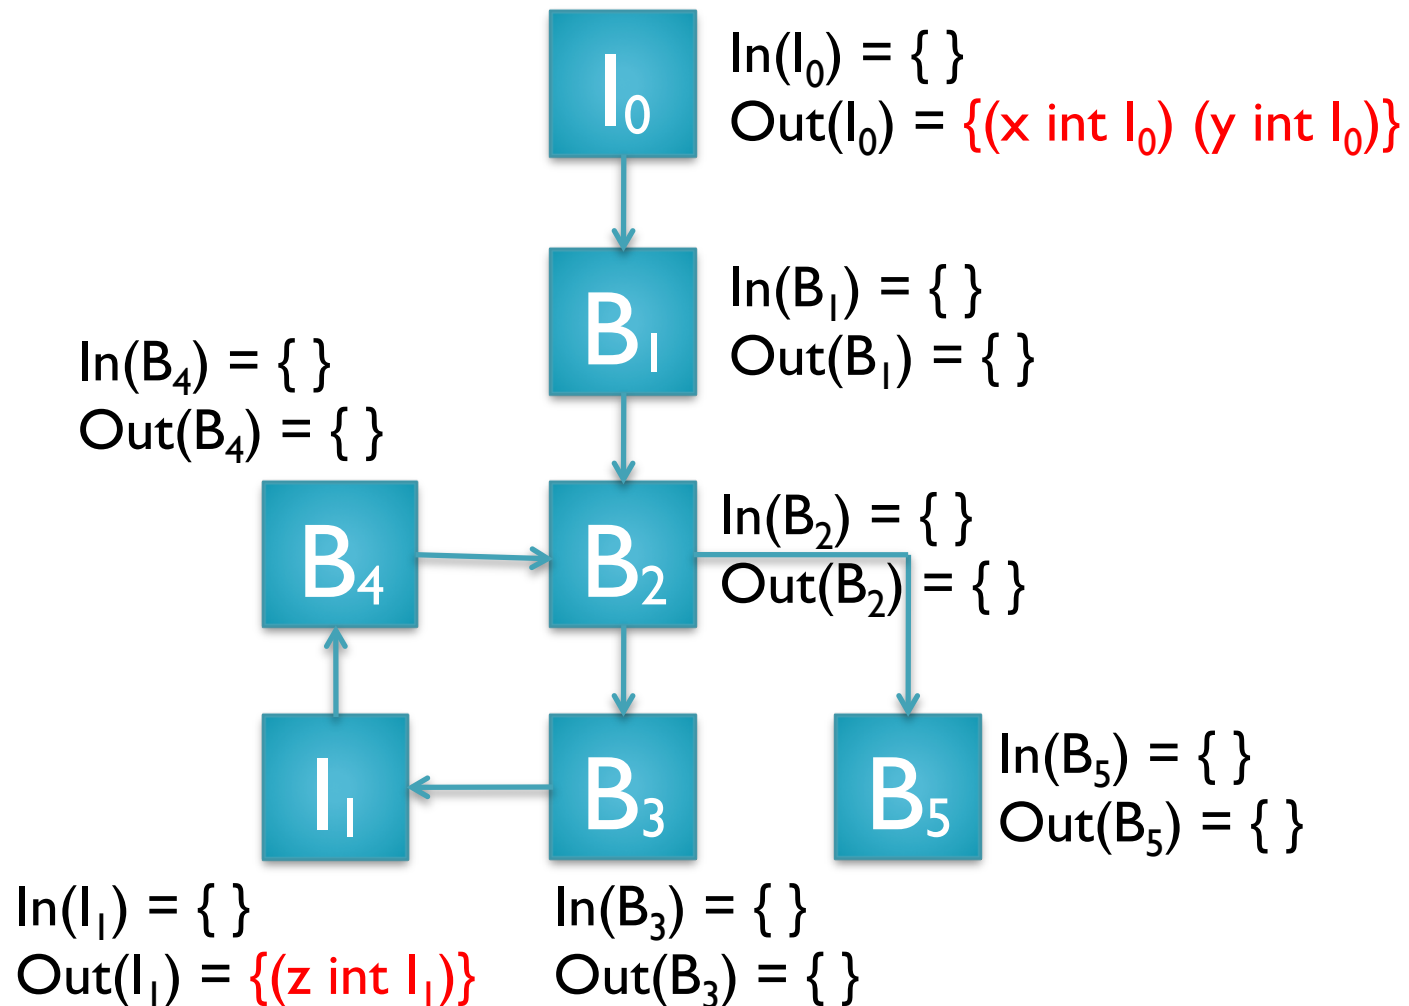 I₀
In(I₀) = { }
Out(I₀) = {(x int I₀) (y int I₀)}
B₁
In(B₁) = { }
Out(B₁) = { }
In(B₄) = { }
Out(B₄) = { }
B₄
B₂
In(B₂) = { }
Out(B₂) = { }
I₁
B₃
B₅
In(B₅) = { }
Out(B₅) = { }
In(I₁) = { }
Out(I₁) = {(z int I₁)}
In(B₃) = { }
Out(B₃) = { }